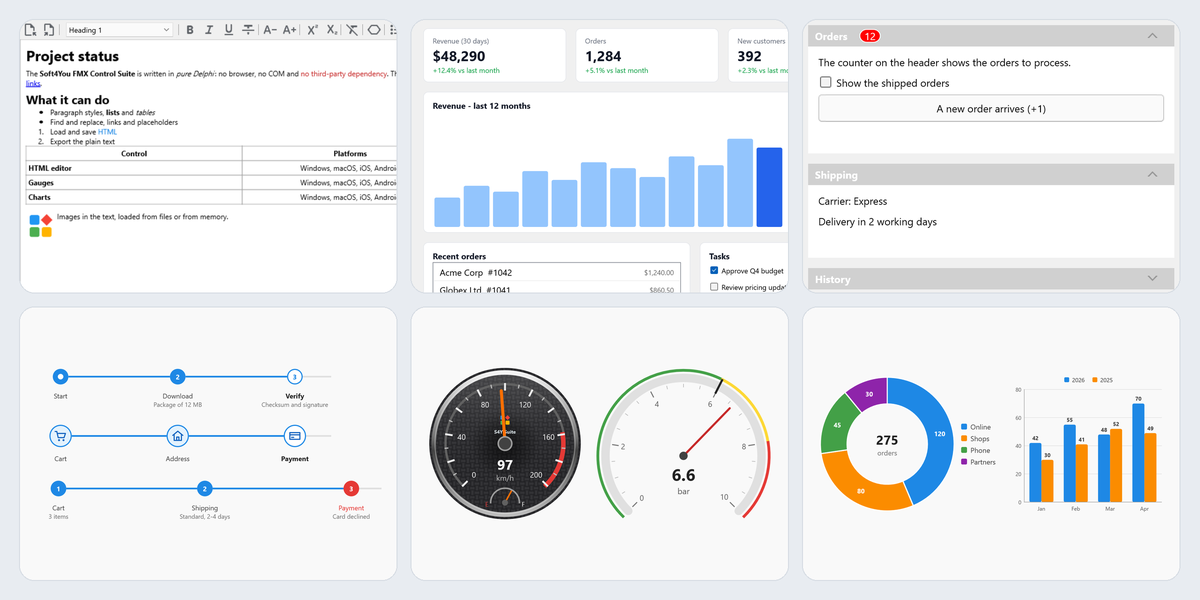 Heading 1
B I U T A- A+ X² X₂
Project status
The Soft4You FMX Control Suite is written in pure Delphi: no browser, no COM and no third-party dependency.
links.
What it can do
• Paragraph styles, lists and tables
• Find and replace, links and placeholders
1. Load and save HTML
2. Export the plain text
Control Platforms
HTML editor Windows, macOS, iOS,
Gauges Windows, macOS, iOS,
Charts Windows, macOS, iOS,
Images in the text, loaded from files or from memory.
Revenue (30 days)
$48,290
+12.4% vs last month
Orders
1,284
+5.1% vs last month
New customers
392
+2.3% vs last
Revenue - last 12 months
Recent orders
Acme Corp #1042 $1,240.00
Globex Ltd #1041 $860.50
Tasks
Approve Q4 budget
Review pricing
Orders 12
The counter on the header shows the orders to process.
Show the shipped orders
A new order arrives (+1)
Shipping
Carrier: Express
Delivery in 2 working days
History
2 3
Start Download Verify
Package of 12 MB Checksum and signature
Cart Address Payment
1 2 3
Cart Shipping Payment
3 items Standard, 2-4 days Card declined
0 40 80 120 160 200
S4Y Suite
97
km/h
F
0 2 4 6 8 10
6.6
bar
30
45 120
80
275
orders
Online
Shops
Phone
Partners
2026 2025
80
60
40
20
0
42 30 55 41 48 52 70 49
Jan Feb Mar Apr